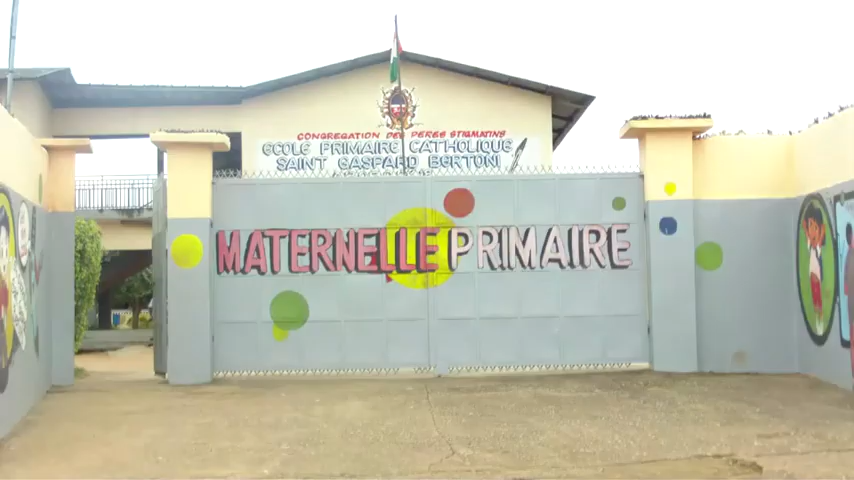 CONGREGATION DES PERES STIGMATINS
ECOLE PRIMAIRE CATHOLIQUE
SAINT GASPARD BERTONI
MATERNELLE PRIMAIRE